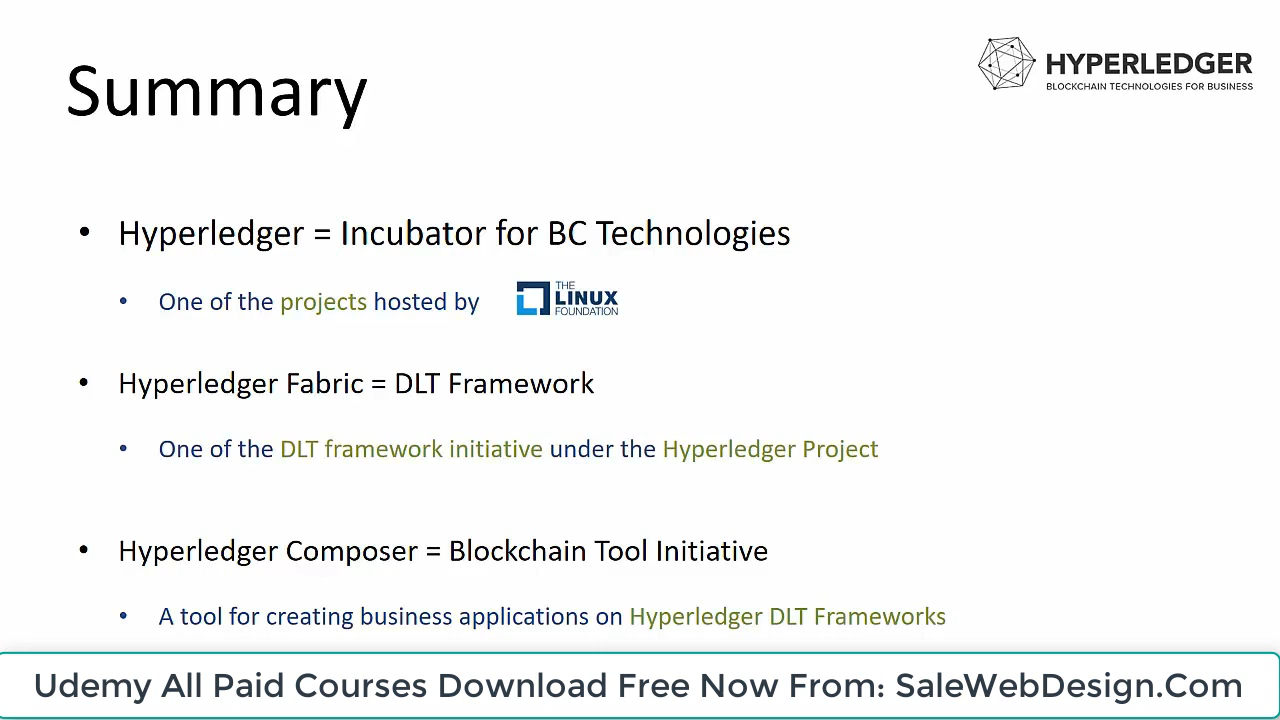 Summary
HYPERLEDGER
BLOCKCHAIN TECHNOLOGIES FOR BUSINESS
• Hyperledger = Incubator for BC Technologies
• One of the projects hosted by
THE
LINUX
FOUNDATION
• Hyperledger Fabric = DLT Framework
• One of the DLT framework initiative under the Hyperledger Project
• Hyperledger Composer = Blockchain Tool Initiative
• A tool for creating business applications on Hyperledger DLT Frameworks
Udemy All Paid Courses Download Free Now From: SaleWebDesign.Com